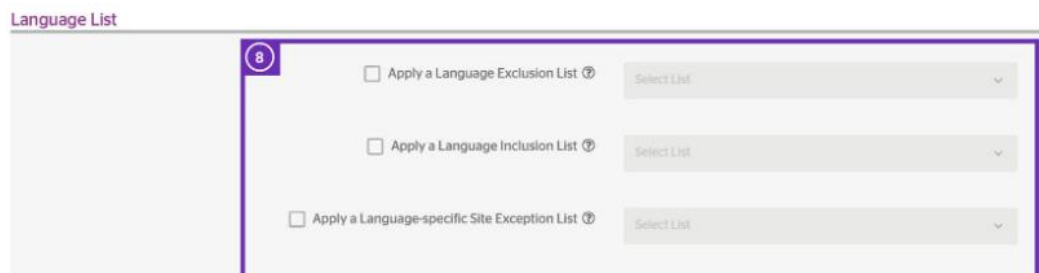 Language List
8
Apply a Language Exclusion List ? Select List
Apply a Language Inclusion List ? Select List
Apply a Language-specific Site Exception List ? Select List